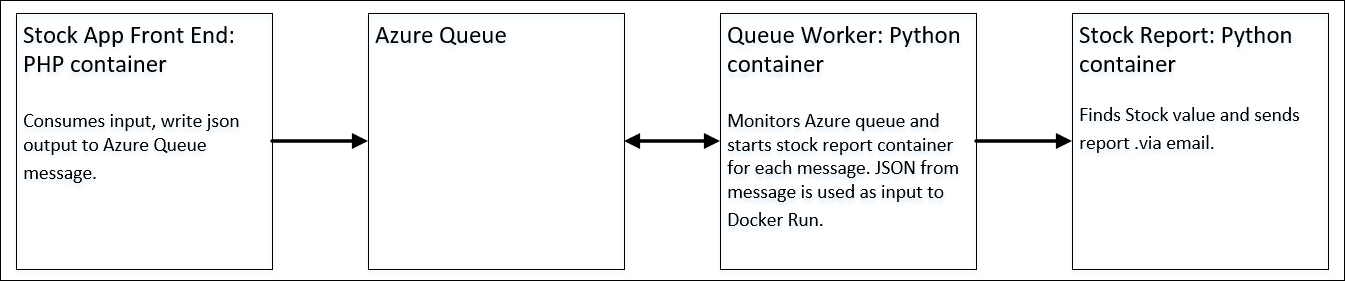 Stock App Front End:
PHP container
Consumes input, write json
output to Azure Queue
message.
Azure Queue
Queue Worker: Python
container
Monitors Azure queue and
starts stock report container
for each message. JSON from
message is used as input to
Docker Run.
Stock Report: Python
container
Finds Stock value and sends
report .via email.